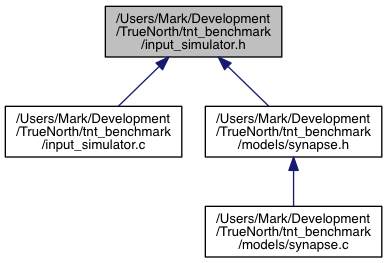 /Users/Mark/Development
/TrueNorth/tnt_benchmark
/input_simulator.h
/Users/Mark/Development
/TrueNorth/tnt_benchmark
/input_simulator.c
/Users/Mark/Development
/TrueNorth/tnt_benchmark
/models/synapse.h
/Users/Mark/Development
/TrueNorth/tnt_benchmark
/models/synapse.c